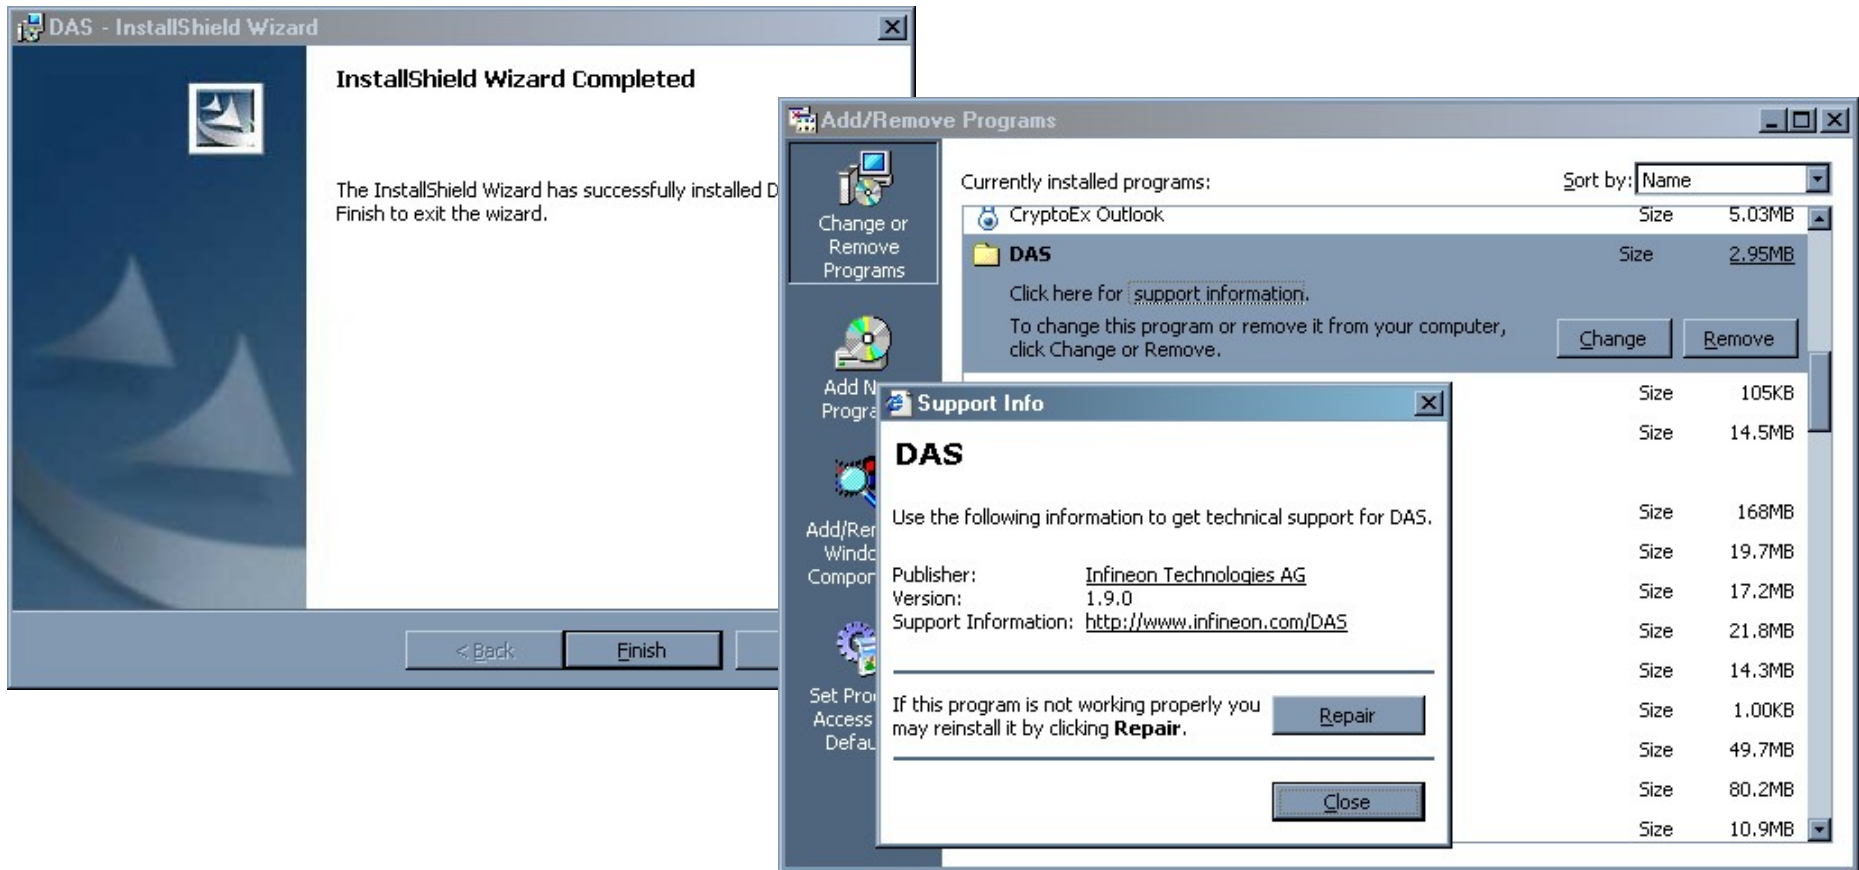 DAS - InstallShield Wizard
InstallShield Wizard Completed
The InstallShield Wizard has successfully installed
Finish to exit the wizard.
< Back
Finish
Add/Remove Programs
Change or
Remove
Programs
Add
Add/
Set
Access
Currently installed programs:
Sort by: Name
CryptoEx Outlook Size 5.03MB
DAS Size 2.95MB
Click here for support information.
To change this program or remove it from your computer,
click Change or Remove.
Change
Remove
Size 105KB
Size 14.5MB
Size 168MB
Size 19.7MB
Size 17.2MB
Size 21.8MB
Size 14.3MB
Size 1.00KB
Size 49.7MB
Size 80.2MB
Size 10.9MB
Support Info
DAS
Use the following information to get technical support for DAS.
Publisher: Infineon Technologies AG
Version: 1.9.0
Support Information: http://www.infineon.com/DAS
If this program is not working properly you
may reinstall it by clicking Repair.
Repair
Close